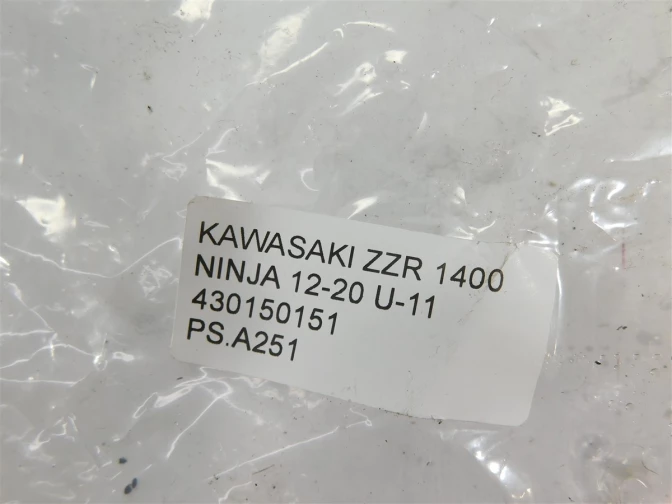 KAWASAKI ZZR 1400
NINJA 12-20 U-11
430150151
PS.A251